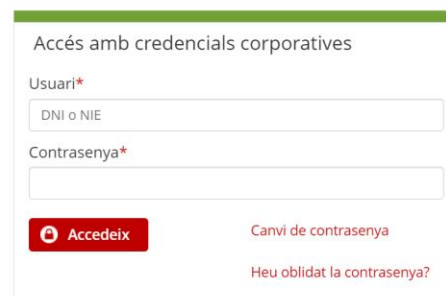 Accés amb credencials corporatives
Usuari*
DNI o NIE
Contrasenya*
Accedeix
Canvi de contrasenya
Heu oblidat la contrasenya?